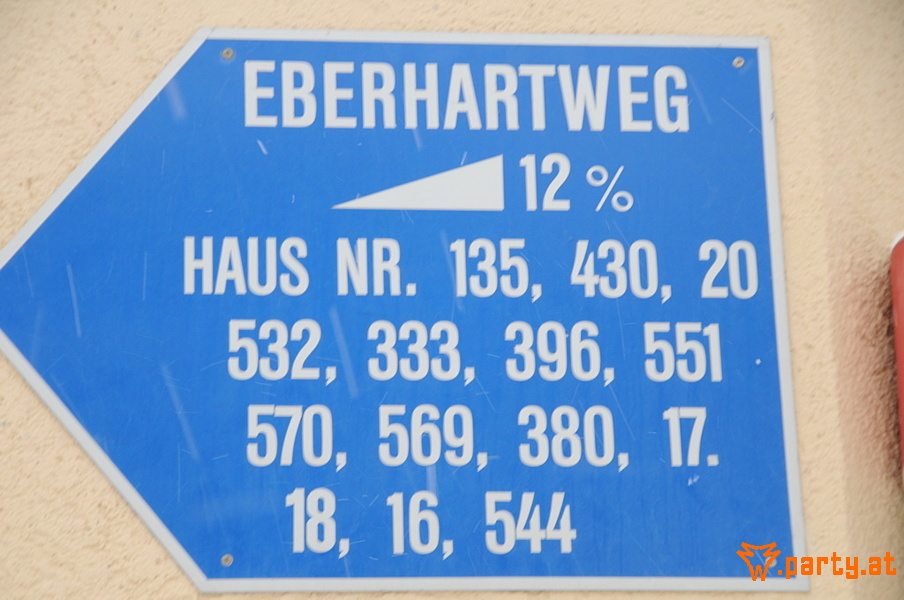 EBERHARTWEG
12 %
HAUS NR. 135, 430, 20
532, 333, 396, 551
570, 569, 380, 17.
18, 16, 544
W.party.at